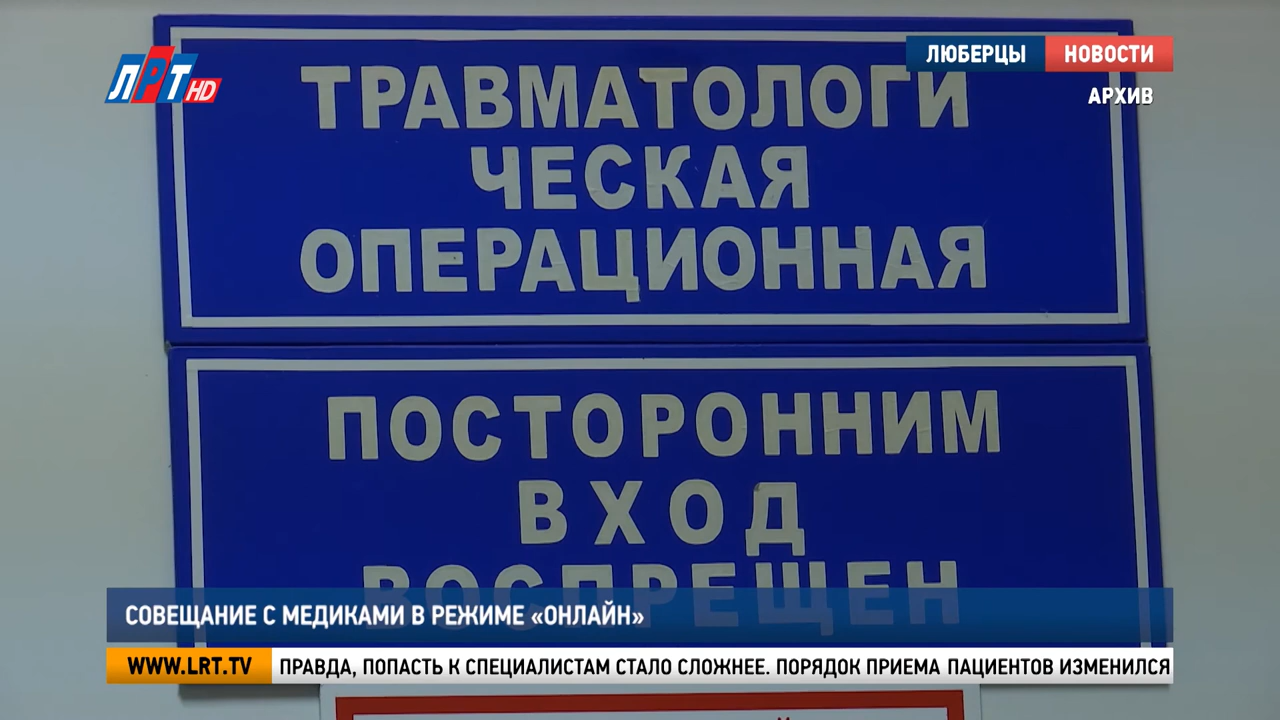 ЛРТ HD
ЛЮБЕРЦЫ НОВОСТИ
АРХИВ
ТРАВМАТОЛОГИ
ЧЕСКАЯ
ОПЕРАЦИОННАЯ
ПОСТОРОННИМ
ВХОД
ВОСПРЕЩЕН
СОВЕЩАНИЕ С МЕДИКАМИ В РЕЖИМЕ «ОНЛАЙН»
WWW.LRT.TV ПРАВДА, ПОПАСТЬ К СПЕЦИАЛИСТАМ СТАЛО СЛОЖНЕЕ. ПОРЯДОК ПРИЕМА ПАЦИЕНТОВ ИЗМЕНИЛСЯ